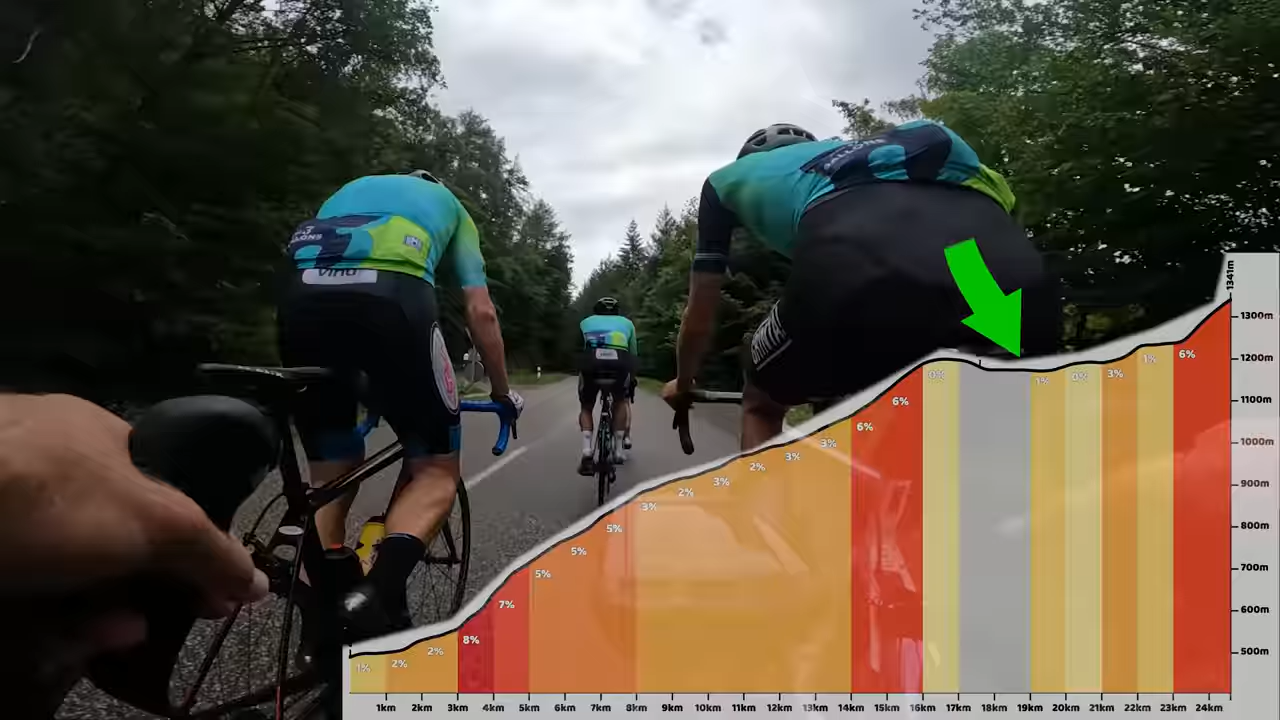 BALLONS
LLONS
Vino
1341m
1300m
1200m
1100m
1000m
900m
800m
700m
600m
500m
1%
2%
2%
8%
7%
5%
5%
5%
3%
2%
3%
2%
3%
3%
6%
6%
0%
1%
0%
3%
1%
6%
1km
2km
3km
4km
5km
6km
7km
8km
9km
10km
11km
12km
13km
14km
15km
16km
17km
18km
19km
20km
21km
22km
23km
24km